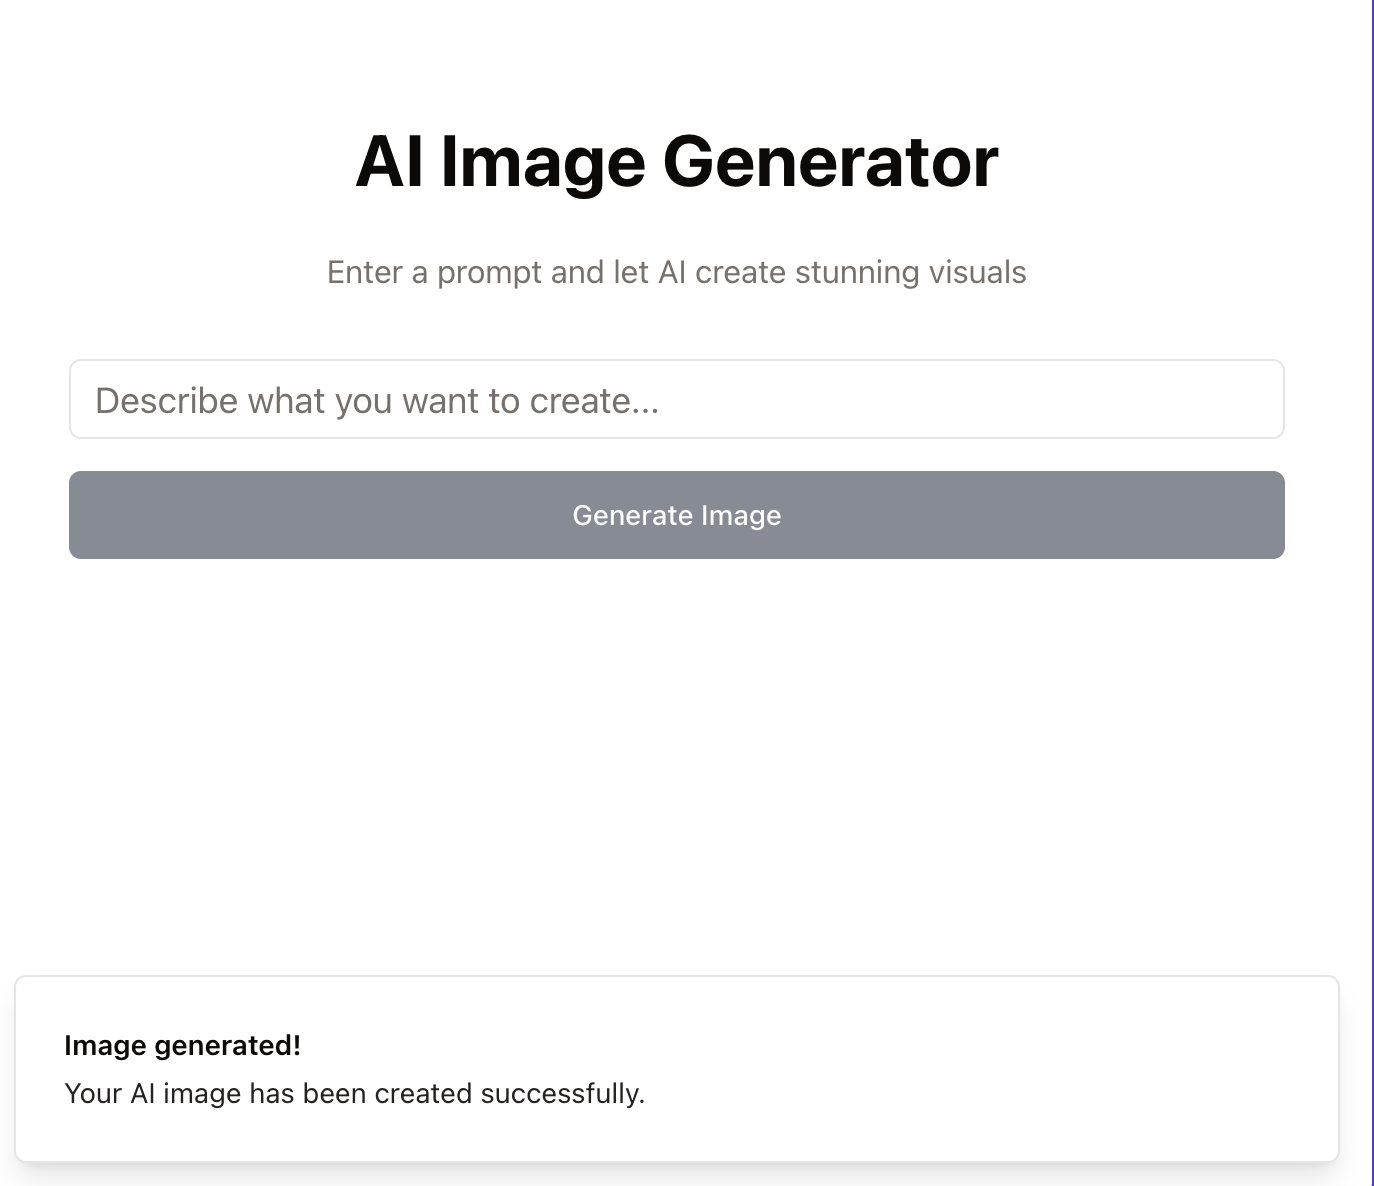 AI Image Generator
Enter a prompt and let AI create stunning visuals
Describe what you want to create...
Generate Image
Image generated!
Your AI image has been created successfully.